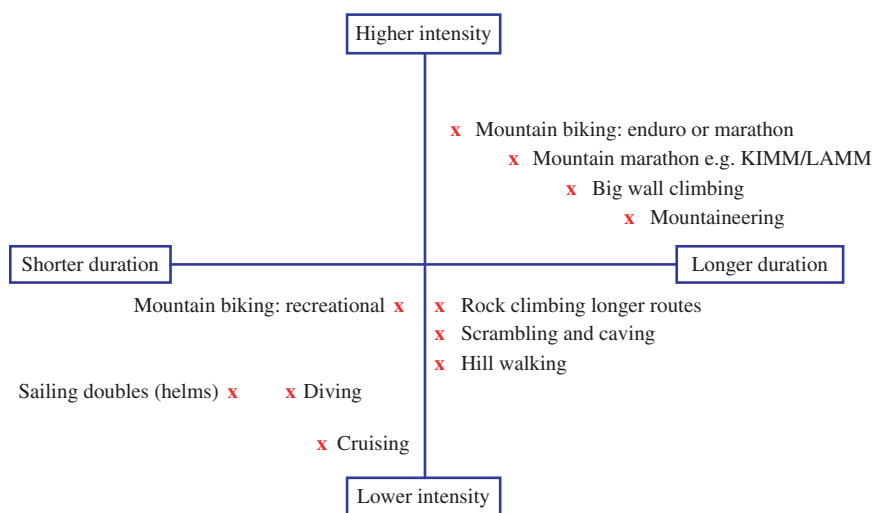 Higher intensity
x Mountain biking: enduro or marathon
x Mountain marathon e.g. KIMM/LAMM
x Big wall climbing
x Mountaineering
Shorter duration
Longer duration
Mountain biking: recreational x
x Rock climbing longer routes
x Scrambling and caving
x Hill walking
Sailing doubles (helms) x
x Diving
x Cruising
Lower intensity